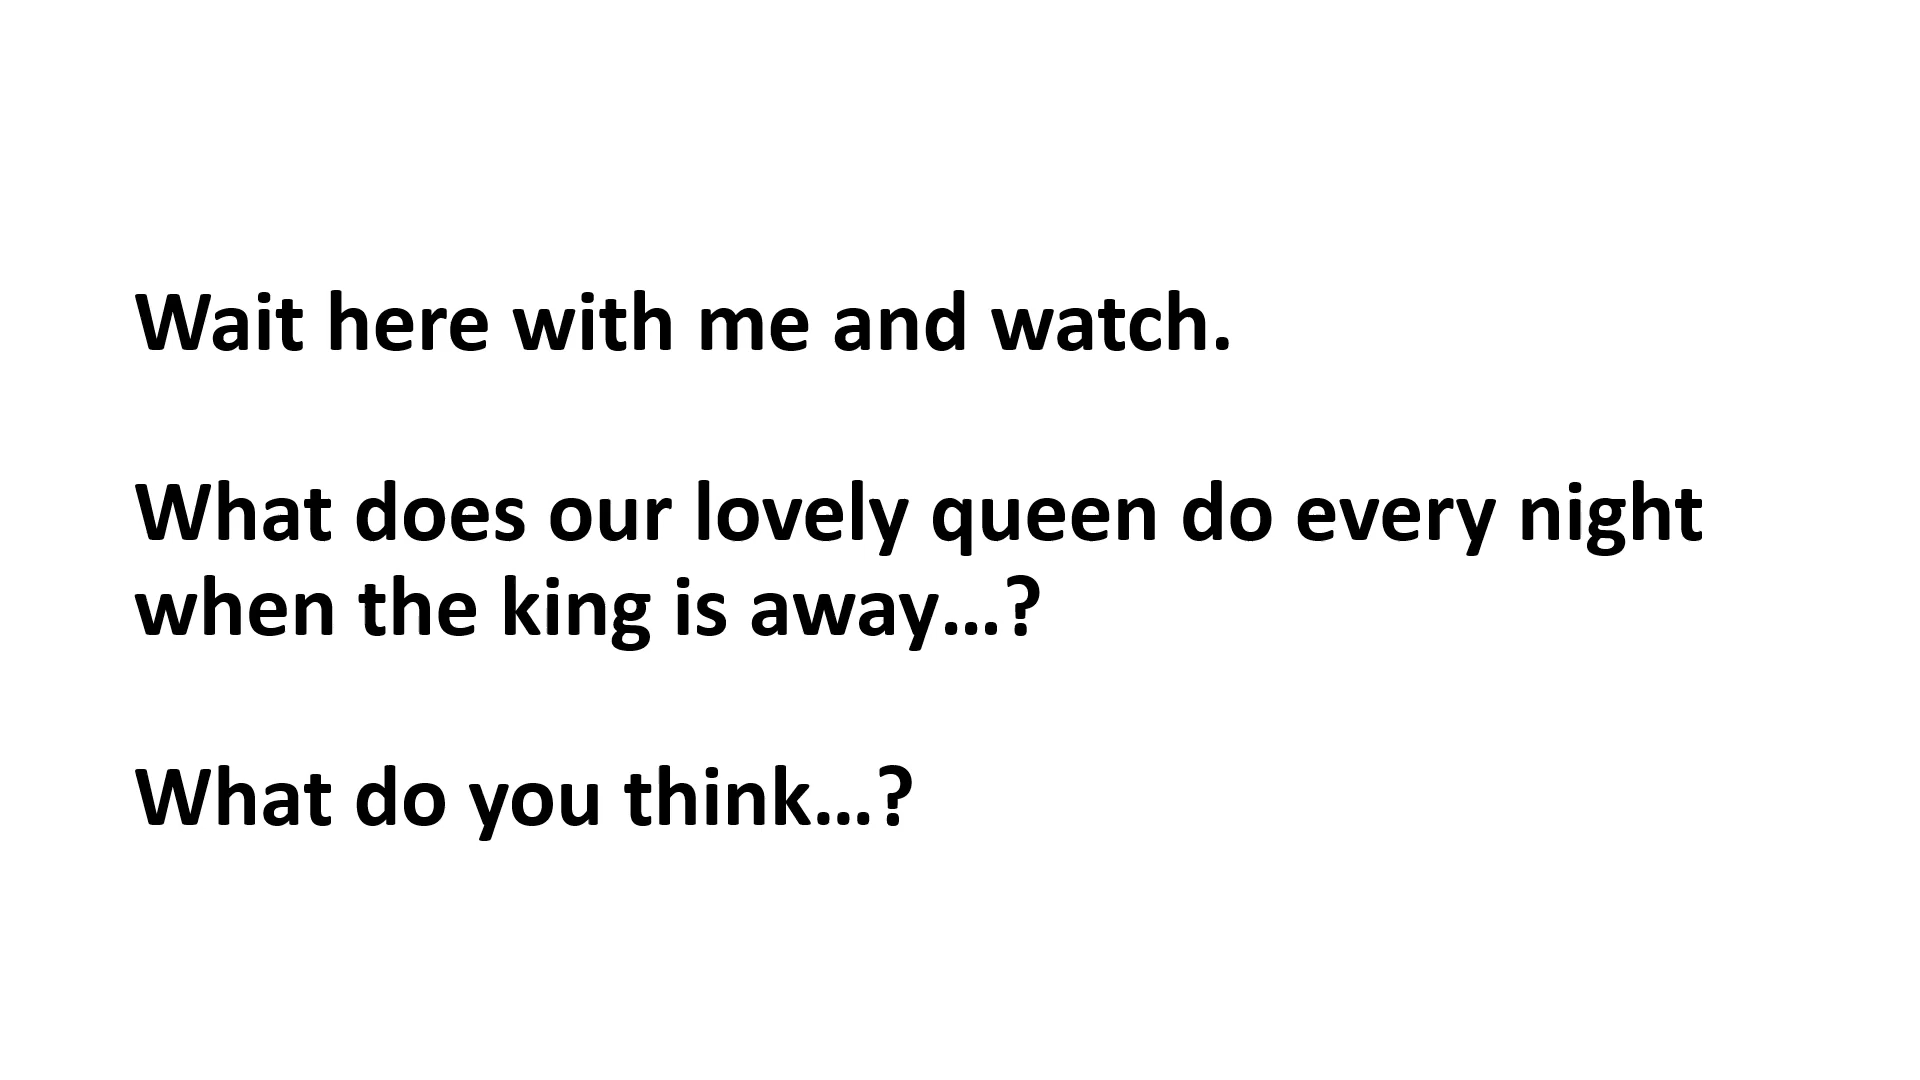 Wait here with me and watch.
What does our lovely queen do every night
when the king is away…?
What do you think…?